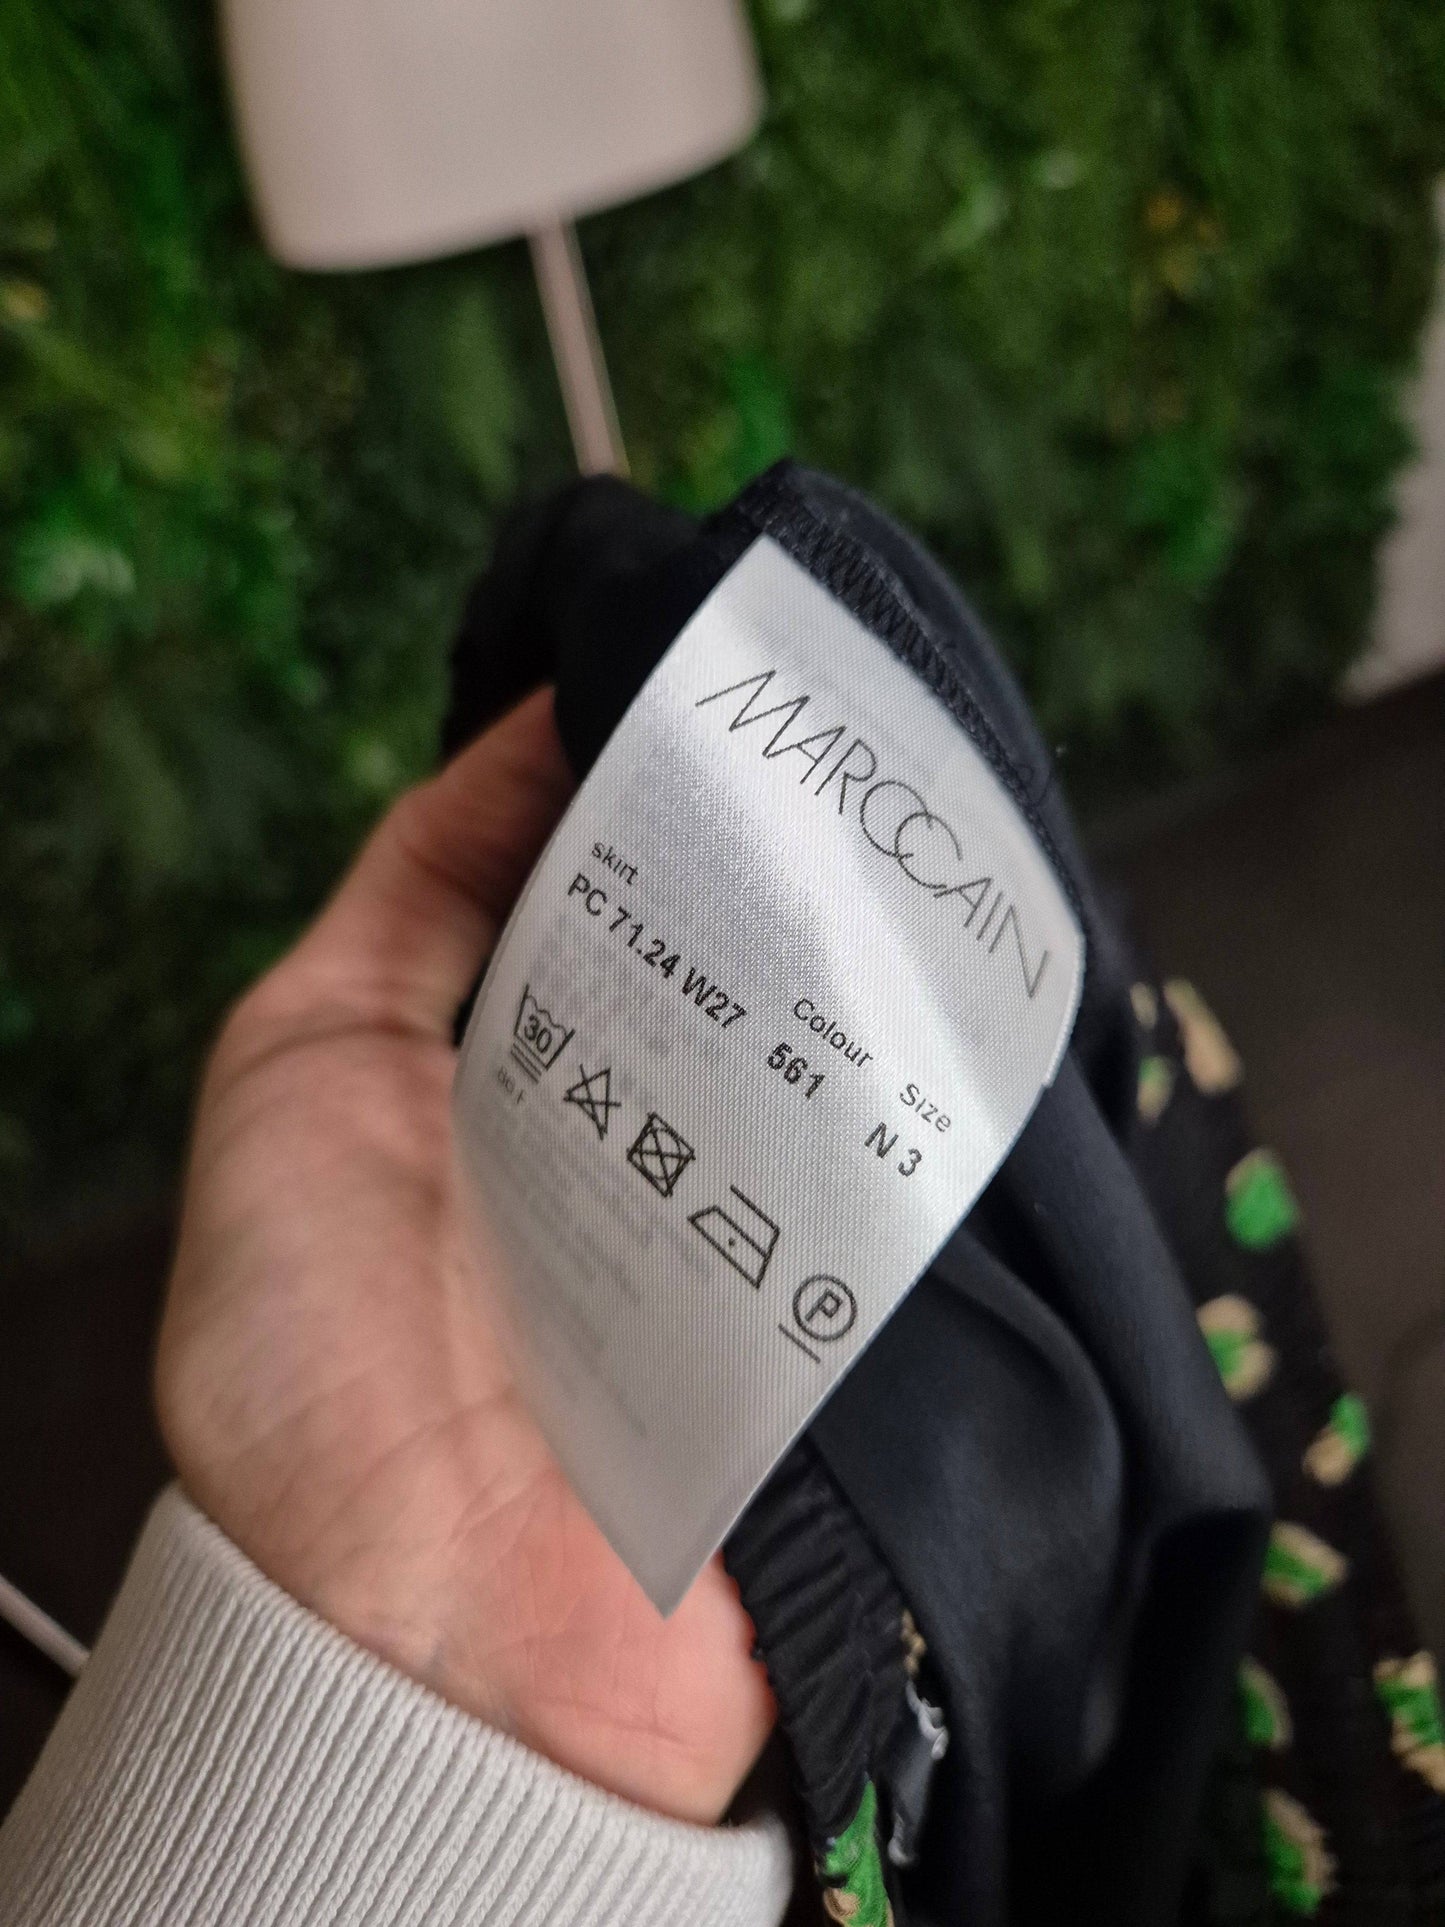 MARCCAIN
skirt Colour Size
PC 71.24 W27 561 N 3
30
P